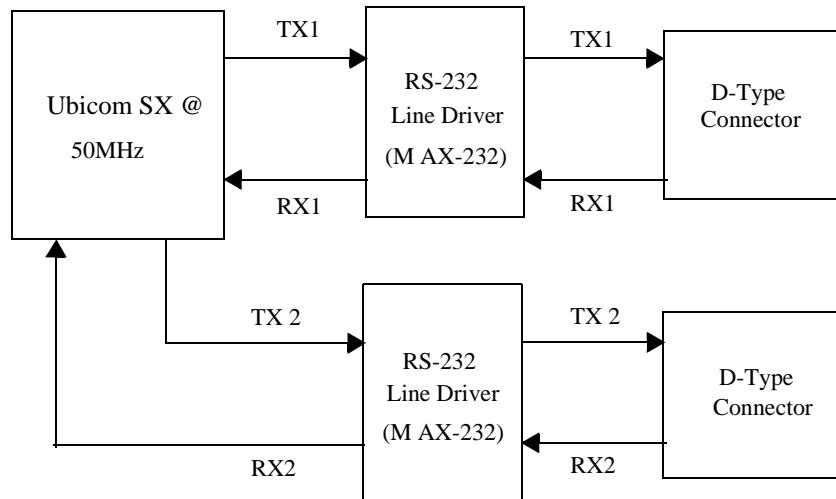 TX1
TX1
Ubicom SX @
50MHz
RS-232
Line Driver
(M AX-232)
D-Type
Connector
RX1
RX1
TX 2
TX 2
RS-232
Line Driver
(M AX-232)
D-Type
Connector
RX2
RX2